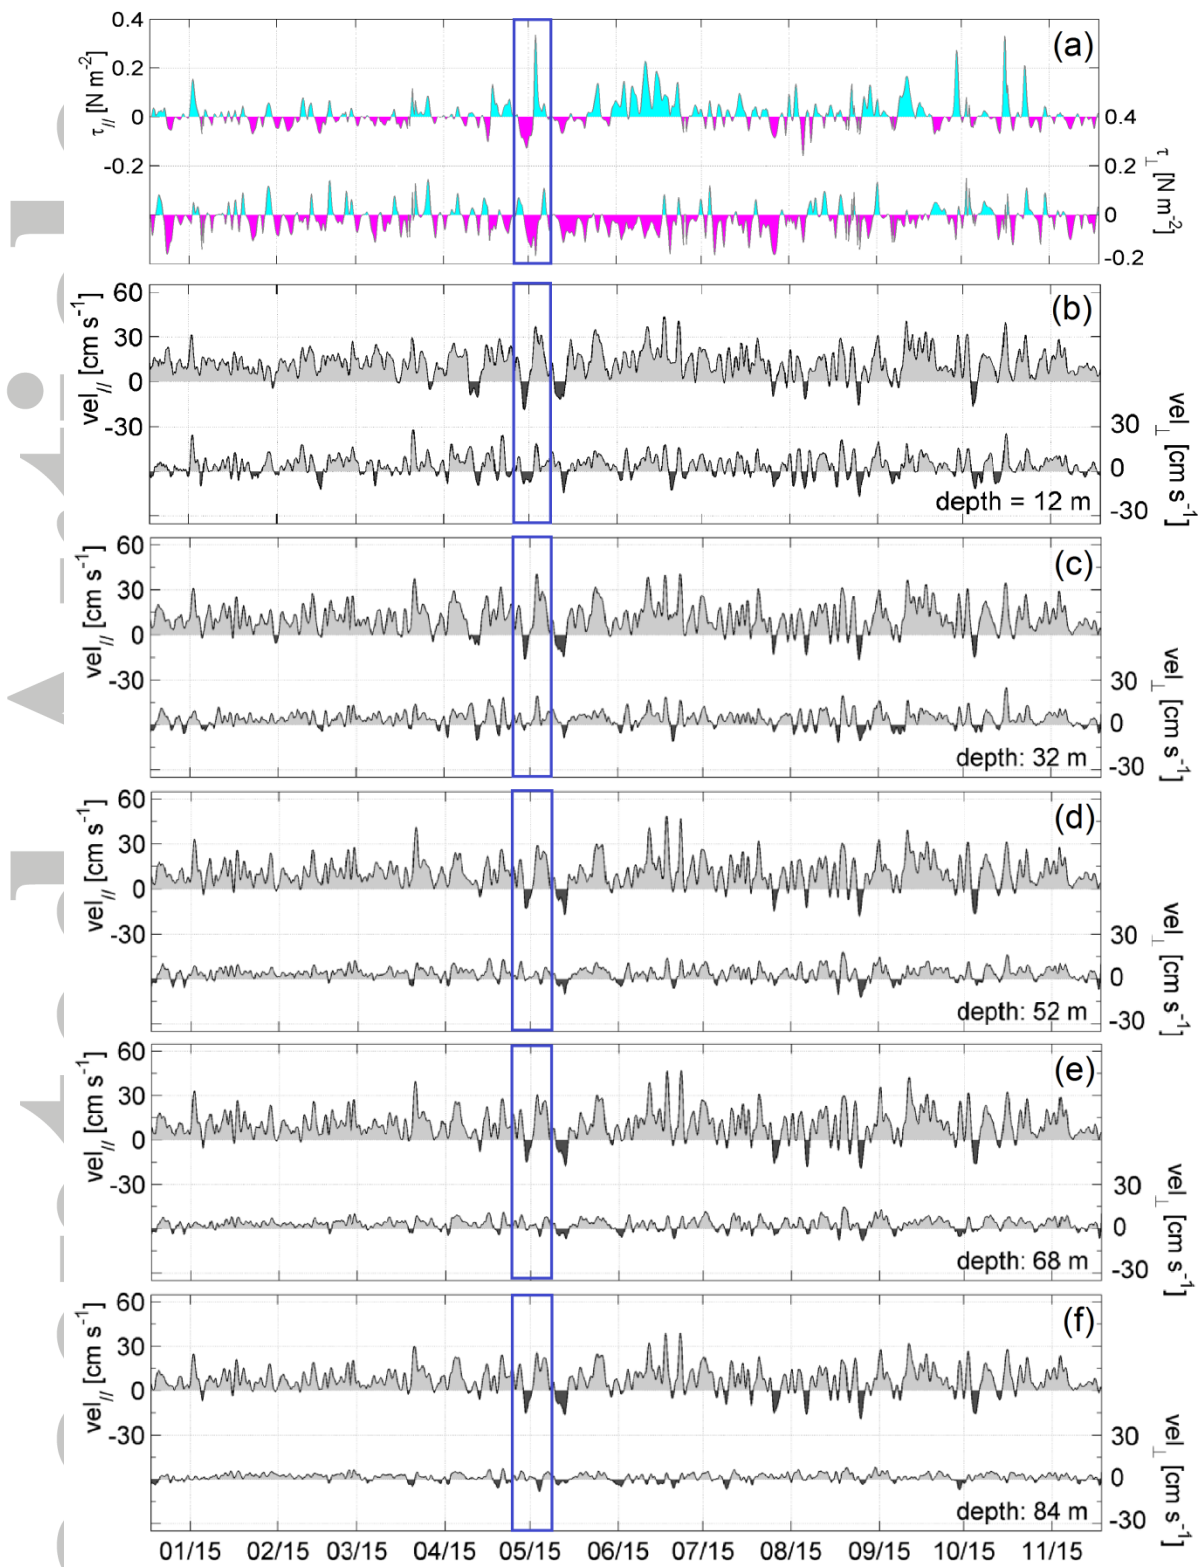 (a)
τ// [N m-2]
0.4
0.2
0
-0.2
τ⊥ [N m-2]
0.4
0.2
0
-0.2
(b)
vel// [cm s-1]
60
30
0
-30
vel⊥ [cm s-1]
30
0
-30
depth = 12 m
(c)
vel// [cm s-1]
60
30
0
-30
vel⊥ [cm s-1]
30
0
-30
depth: 32 m
(d)
vel// [cm s-1]
60
30
0
-30
vel⊥ [cm s-1]
30
0
-30
depth: 52 m
(e)
vel// [cm s-1]
60
30
0
-30
vel⊥ [cm s-1]
30
0
-30
depth: 68 m
(f)
vel// [cm s-1]
60
30
0
-30
vel⊥ [cm s-1]
30
0
-30
depth: 84 m
01/15 02/15 03/15 04/15 05/15 06/15 07/15 08/15 09/15 10/15 11/15